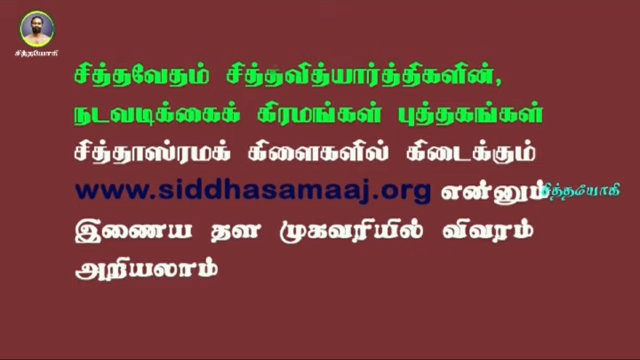 சித்தயோகி
சித்தவேதம் சித்தவித்யார்த்திகளின்,
நடவடிக்கைக் கிரமங்கள் புத்தகங்கள்
சித்தாஸ்ரமக் கிளைகளில் கிடைக்கும்
www.siddhasamaaj.org என்னும் சித்தயோகி
இணைய தள முகவரியில் விவரம்
அறியலாம்